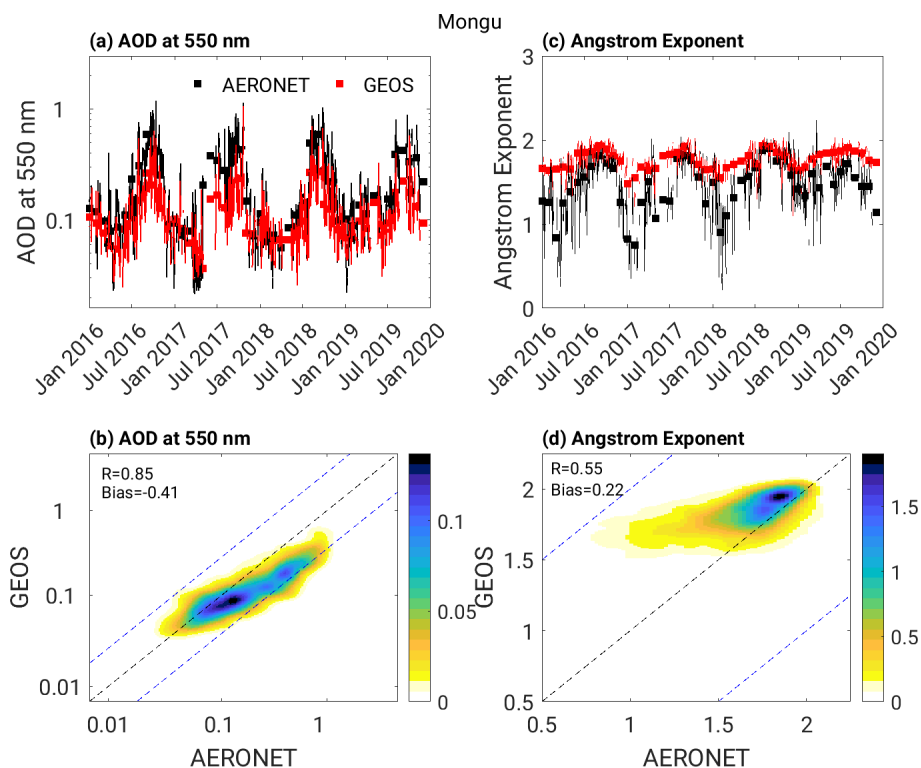 Mongu
(a) AOD at 550 nm
AERONET
GEOS
AOD at 550 nm
1
0.1
Jan 2016
Jul 2016
Jan 2017
Jul 2017
Jan 2018
Jul 2018
Jan 2019
Jul 2019
Jan 2020
(c) Angstrom Exponent
Angstrom Exponent
3
2
1
0
Jan 2016
Jul 2016
Jan 2017
Jul 2017
Jan 2018
Jul 2018
Jan 2019
Jul 2019
Jan 2020
(b) AOD at 550 nm
R=0.85
Bias=-0.41
GEOS
1
0.1
0.01
0.01
0.1
1
AERONET
0.1
0.05
0
(d) Angstrom Exponent
R=0.55
Bias=0.22
GEOS
2
1.5
1
0.5
0.5
1
1.5
2
AERONET
1.5
1
0.5
0